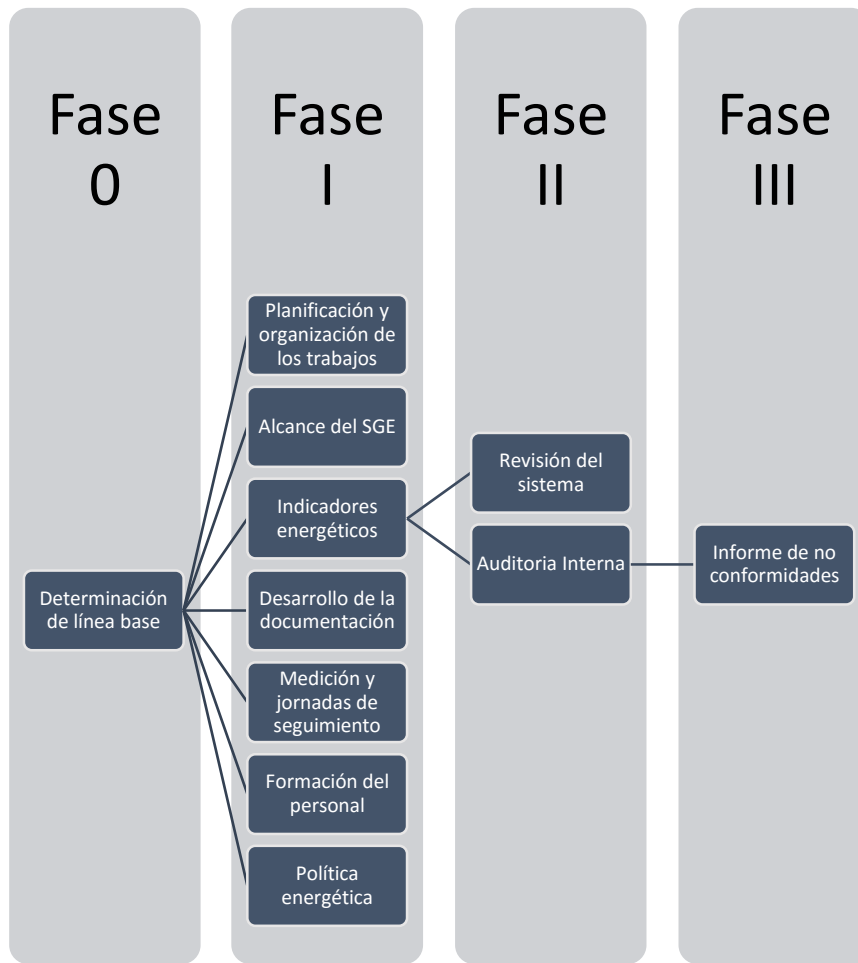 Fase
0
Fase
I
Fase
II
Fase
III
Determinación
de línea base
Planificación y
organización de
los trabajos
Alcance del SGE
Indicadores
energéticos
Desarrollo de la
documentación
Medición y
jornadas de
seguimiento
Formación del
personal
Política
energética
Revisión del
sistema
Auditoria Interna
Informe de no
conformidades